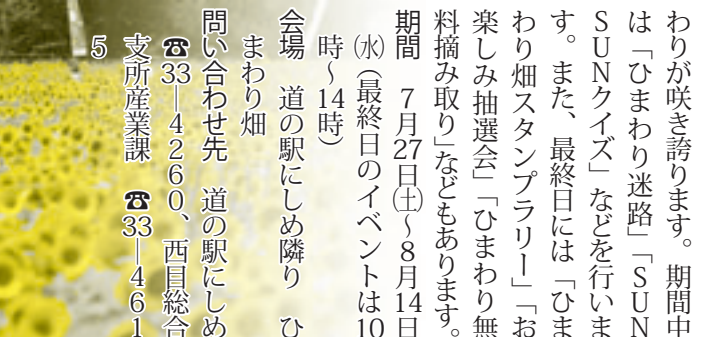 わりが咲き誇ります。期間中
は「ひまわり迷路」「SUN
SUNクイズ」などを行いま
す。また、最終日には「ひま
わり畑スタンプラリー」「お
楽しみ抽選会」「ひまわり無
料摘み取り」などもあります。
期間　7月27日㈯～8月14日
㈬（最終日のイベントは10
時～14時）
会場　道の駅にしめ隣り　ひ
まわり畑
問い合わせ先　道の駅にしめ
☎33―4260、西目総合
支所産業課　☎33―461
5